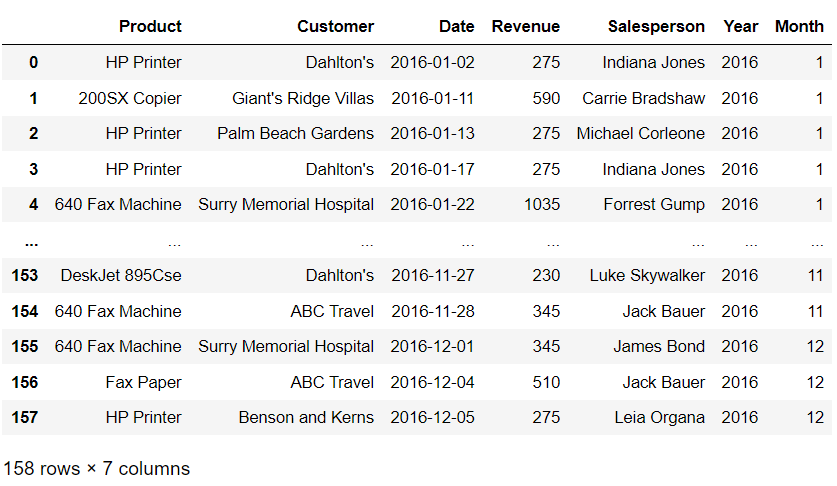 Product Customer Date Revenue Salesperson Year Month
0 HP Printer Dahlton's 2016-01-02 275 Indiana Jones 2016 1
1 200SX Copier Giant's Ridge Villas 2016-01-11 590 Carrie Bradshaw 2016 1
2 HP Printer Palm Beach Gardens 2016-01-13 275 Michael Corleone 2016 1
3 HP Printer Dahlton's 2016-01-17 275 Indiana Jones 2016 1
4 640 Fax Machine Surry Memorial Hospital 2016-01-22 1035 Forrest Gump 2016 1
... ... ... ... ... ... ... ...
153 DeskJet 895Cse Dahlton's 2016-11-27 230 Luke Skywalker 2016 11
154 640 Fax Machine ABC Travel 2016-11-28 345 Jack Bauer 2016 11
155 640 Fax Machine Surry Memorial Hospital 2016-12-01 345 James Bond 2016 12
156 Fax Paper ABC Travel 2016-12-04 510 Jack Bauer 2016 12
157 HP Printer Benson and Kerns 2016-12-05 275 Leia Organa 2016 12
158 rows × 7 columns